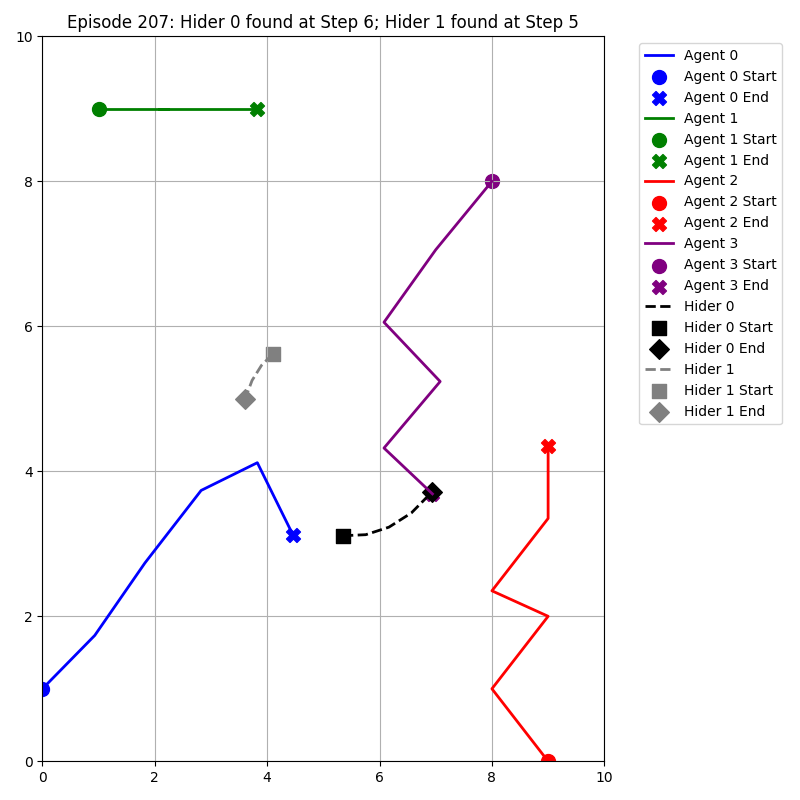 Episode 207: Hider 0 found at Step 6; Hider 1 found at Step 5
10
8
6
4
2
0
0 2 4 6 8 10
Agent 0
Agent 0 Start
Agent 0 End
Agent 1
Agent 1 Start
Agent 1 End
Agent 2
Agent 2 Start
Agent 2 End
Agent 3
Agent 3 Start
Agent 3 End
Hider 0
Hider 0 Start
Hider 0 End
Hider 1
Hider 1 Start
Hider 1 End